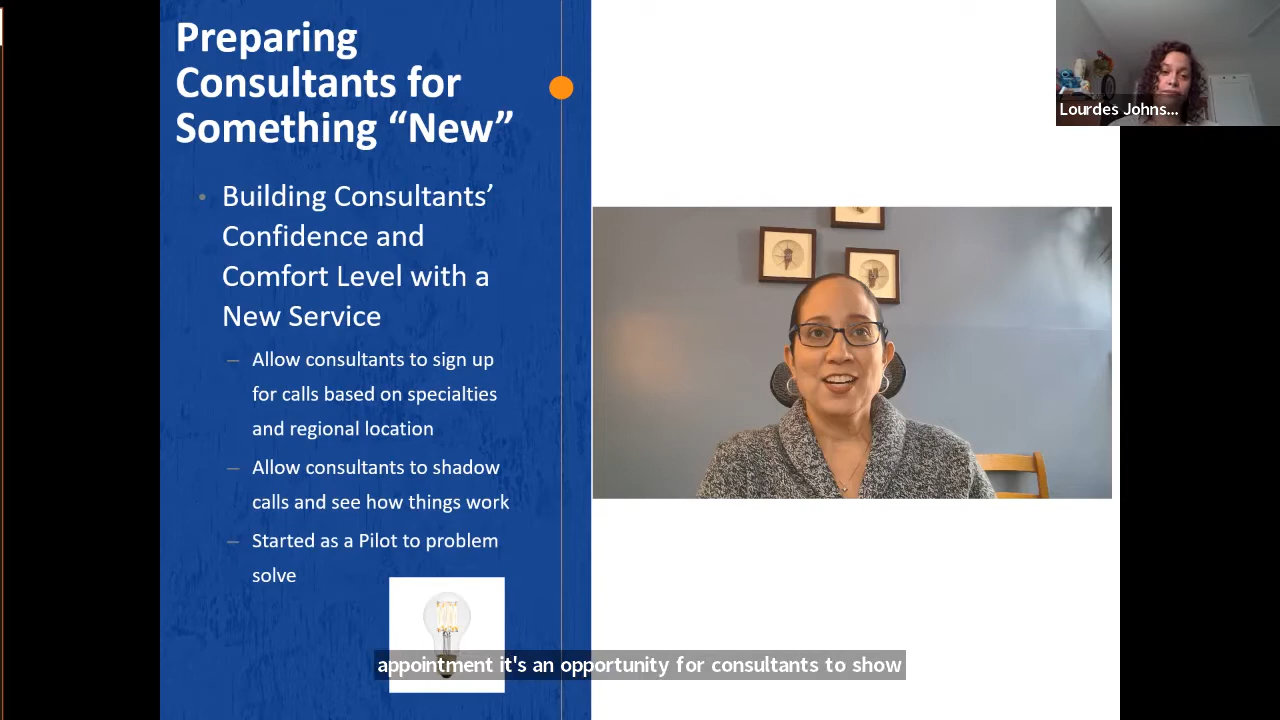 Preparing
Consultants for
Something “New”
• Building Consultants’
Confidence and
Comfort Level with a
New Service
– Allow consultants to sign up
for calls based on specialties
and regional location
– Allow consultants to shadow
calls and see how things work
– Started as a Pilot to problem
solve
Lourdes Johns...
appointment it's an opportunity for consultants to show